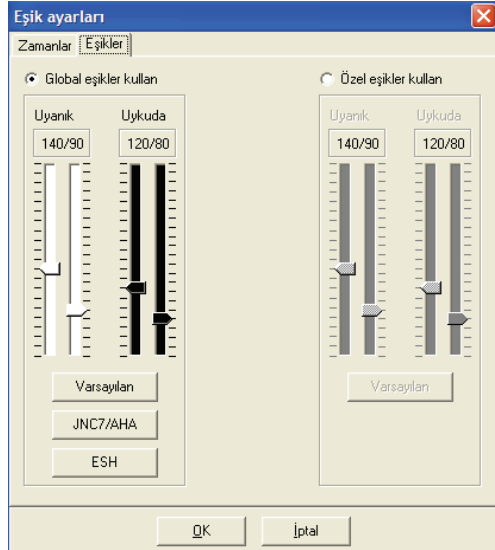 Eşik ayarları
Zamanlar Eşikler
Global eşikler kullan
Özel eşikler kullan
Uyanık Uykuda
140/90 120/80
Uyanık Uykuda
140/90 120/80
Varsayılan
JNC7/AHA
ESH
Varsayılan
OK İptal